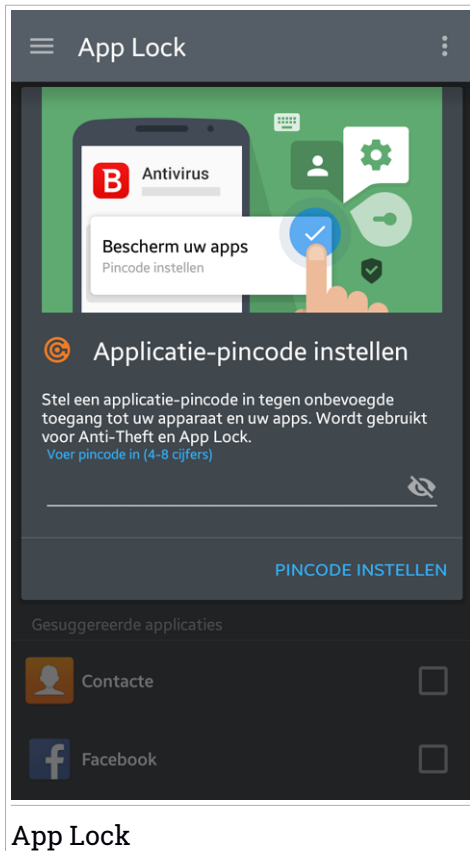 App Lock
B
Antivirus
Bescherm uw apps
Pincode instellen
Applicatie-pincode instellen
Stel een applicatie-pincode in tegen onbevoegde
toegang tot uw apparaat en uw apps. Wordt gebruikt
voor Anti-Theft en App Lock.
Voer pincode in (4-8 cijfers)
PINCODE INSTELLEN
Gesuggereerde applicaties
Contacte
f
Facebook
App Lock